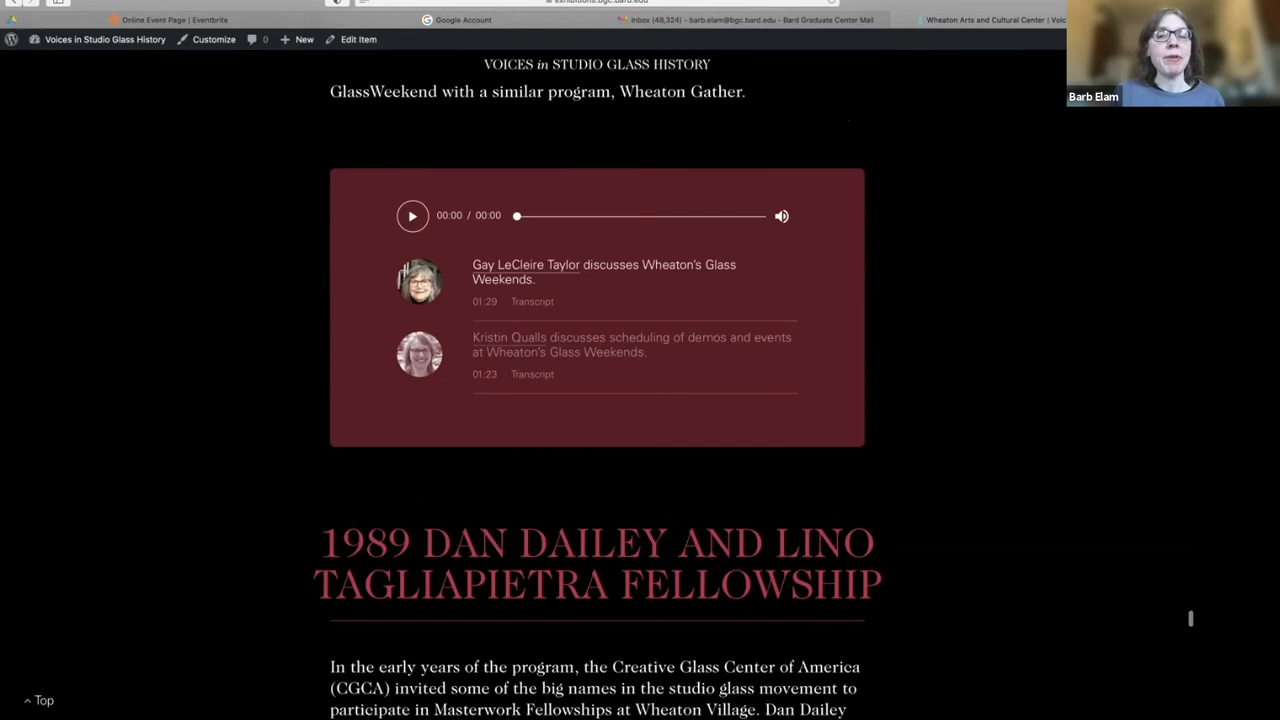 exhibitions.bgc.bard.edu
Online Event Page | Eventbrite
Google Account
Inbox (48,324) - barb.elam@bgc.bard.edu - Bard Graduate Center Mail
Wheaton Arts and Cultural Center | Voic
Voices in Studio Glass History
Customize
0
New
Edit Item
Barb Elam
VOICES in STUDIO GLASS HISTORY
GlassWeekend with a similar program, Wheaton Gather.
00:00 / 00:00
Gay LeCleire Taylor discusses Wheaton's Glass
Weekends.
01:29 Transcript
Kristin Qualls discusses scheduling of demos and events
at Wheaton's Glass Weekends.
01:23 Transcript
1989 DAN DAILEY AND LINO
TAGLIAPIETRA FELLOWSHIP
In the early years of the program, the Creative Glass Center of America
(CGCA) invited some of the big names in the studio glass movement to
participate in Masterwork Fellowships at Wheaton Village. Dan Dailey
Top